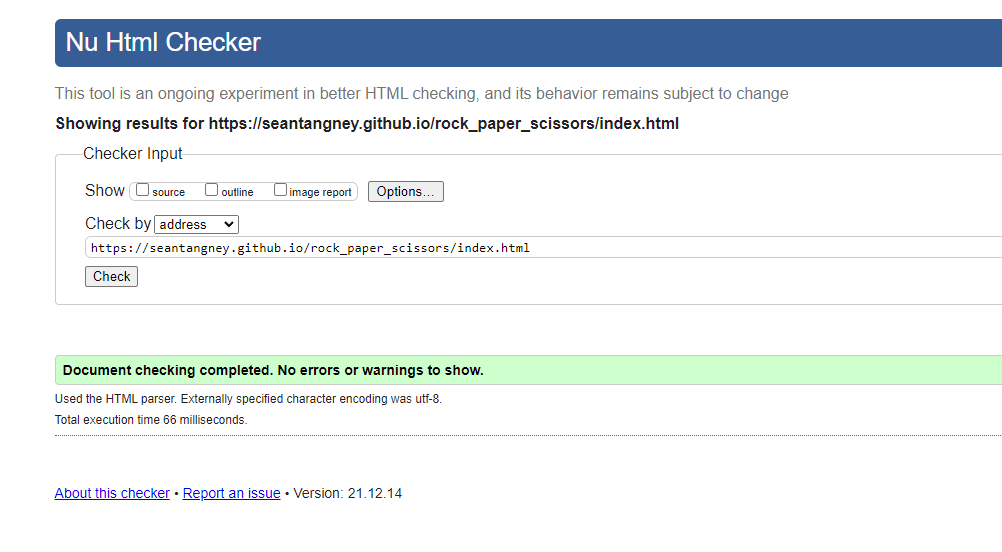 Nu Html Checker
This tool is an ongoing experiment in better HTML checking, and its behavior remains subject to change
Showing results for https://seantangney.github.io/rock_paper_scissors/index.html
Checker Input
Show source outline image report Options...
Check by address
https://seantangney.github.io/rock_paper_scissors/index.html
Check
Document checking completed. No errors or warnings to show.
Used the HTML parser. Externally specified character encoding was utf-8.
Total execution time 66 milliseconds.
About this checker • Report an issue • Version: 21.12.14